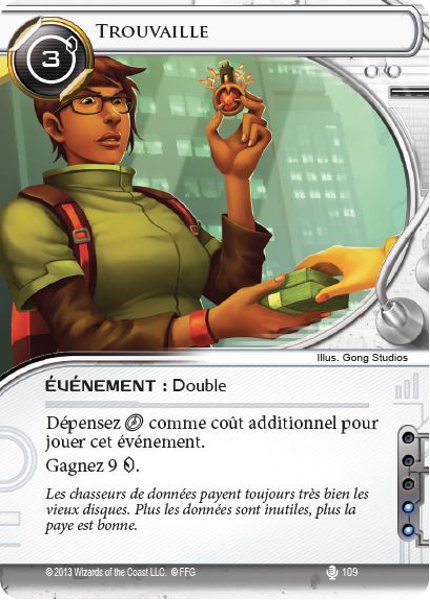 3
TROUVAILLE
Illus. Gong Studios
ÉVÉNEMENT : Double
Dépensez comme coût additionnel pour
jouer cet événement.
Gagnez 9 .
Les chasseurs de données payent toujours très bien les
vieux disques. Plus les données sont inutiles, plus la
paye est bonne.
© 2013 Wizards of the Coast LLC. © FFG 109